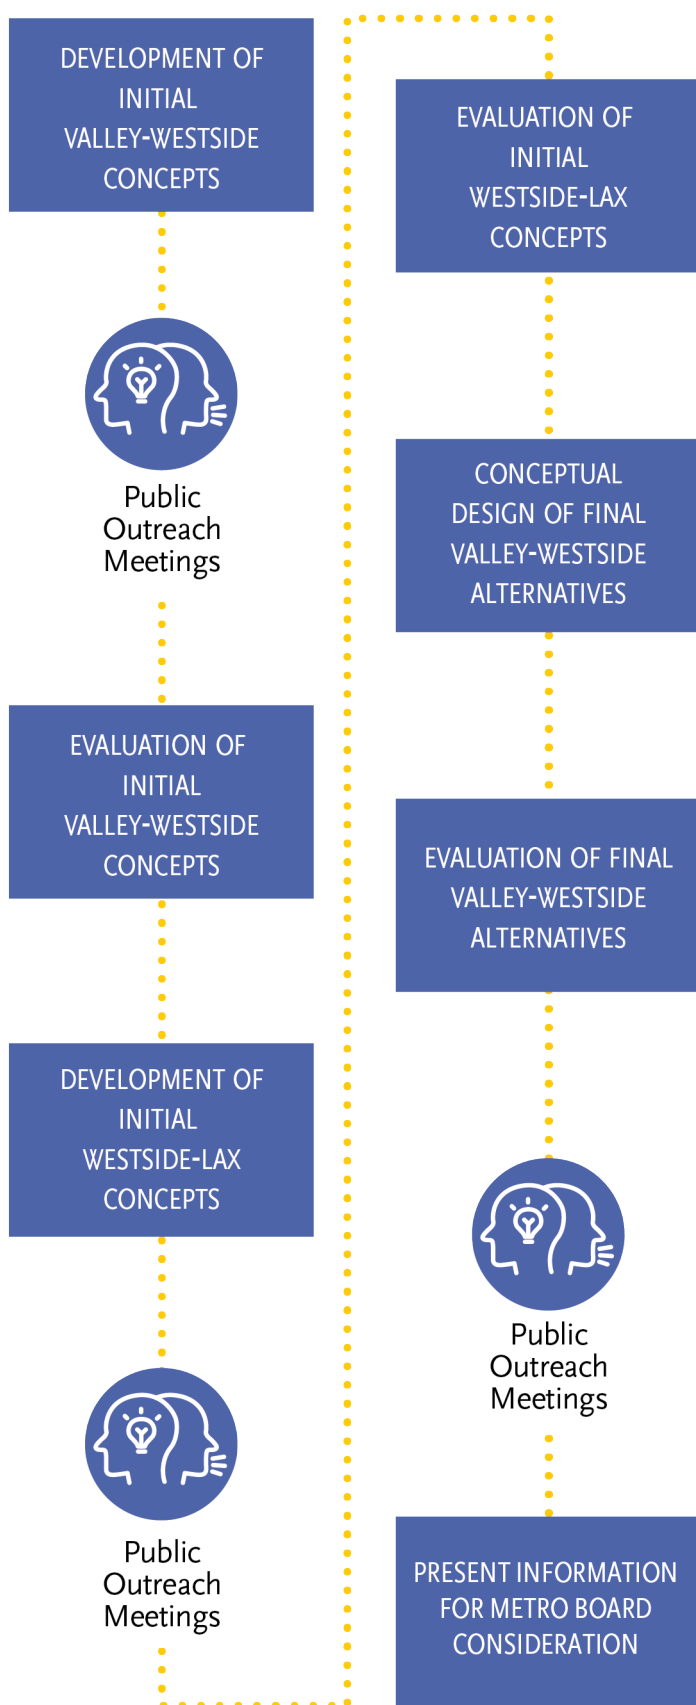 DEVELOPMENT OF
INITIAL
VALLEY-WESTSIDE
CONCEPTS
Public
Outreach
Meetings
EVALUATION OF
INITIAL
VALLEY-WESTSIDE
CONCEPTS
DEVELOPMENT OF
INITIAL
WESTSIDE-LAX
CONCEPTS
Public
Outreach
Meetings
EVALUATION OF
INITIAL
WESTSIDE-LAX
CONCEPTS
CONCEPTUAL
DESIGN OF FINAL
VALLEY-WESTSIDE
ALTERNATIVES
EVALUATION OF FINAL
VALLEY-WESTSIDE
ALTERNATIVES
Public
Outreach
Meetings
PRESENT INFORMATION
FOR METRO BOARD
CONSIDERATION